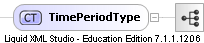 CT TimePeriodType
Liquid XML Studio - Education Edition 7.1.1.1206